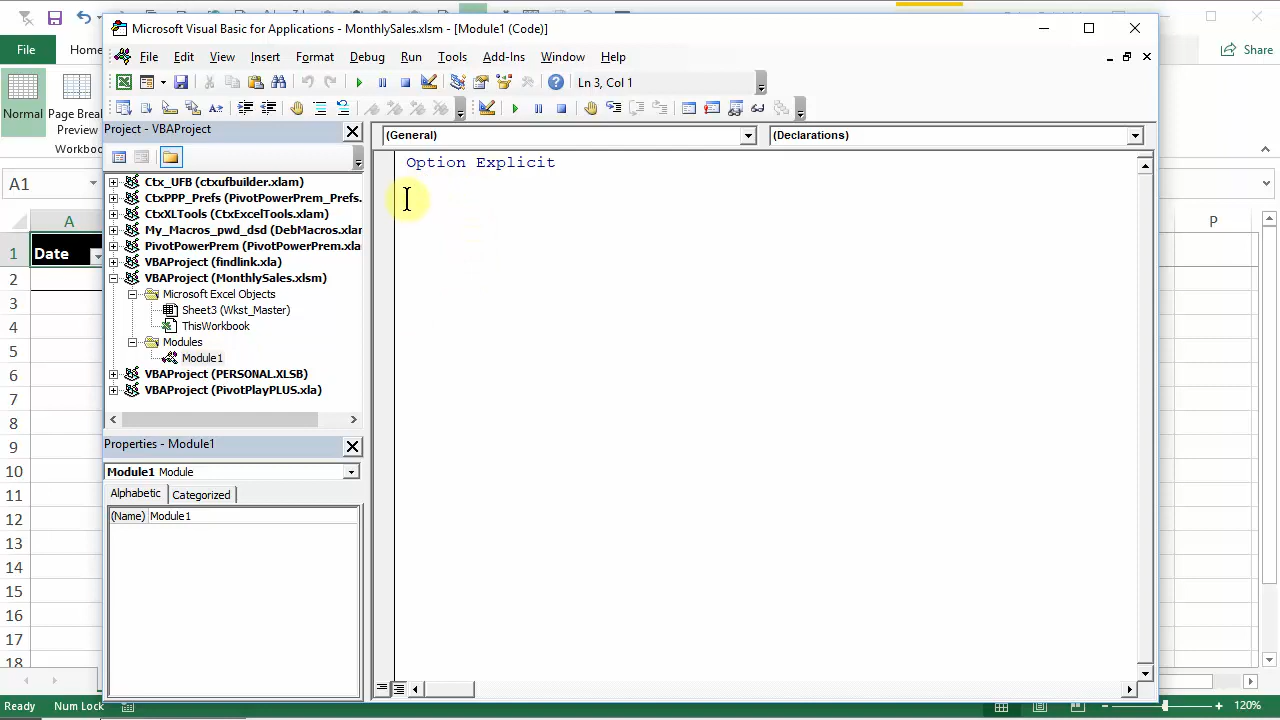 Microsoft Visual Basic for Applications - MonthlySales.xlsm - [Module1 (Code)]
File
Home
Share
File Edit View Insert Format Debug Run Tools Add-Ins Window Help
Ln 3, Col 1
Normal
Page Break
Preview
Workbo
Project - VBAProject
(General)
(Declarations)
Option Explicit
A1
Ctx_UFB (ctxufbuilder.xlam)
CtxPPP_Prefs (PivotPowerPrem_Prefs.
CtxXLTools (CtxExcelTools.xlam)
My_Macros_pwd_dsd (DebMacros.xlar
PivotPowerPrem (PivotPowerPrem.xla
VBAProject (findlink.xla)
VBAProject (MonthlySales.xlsm)
Microsoft Excel Objects
Sheet3 (Wkst_Master)
ThisWorkbook
Modules
Module1
VBAProject (PERSONAL.XLSB)
VBAProject (PivotPlayPLUS.xla)
A
P
1
Date
2
3
4
5
6
7
8
9
10
11
12
13
14
15
16
17
18
Properties - Module1
Module1 Module
Alphabetic Categorized
(Name) Module1
Ready
Num Lock
120%